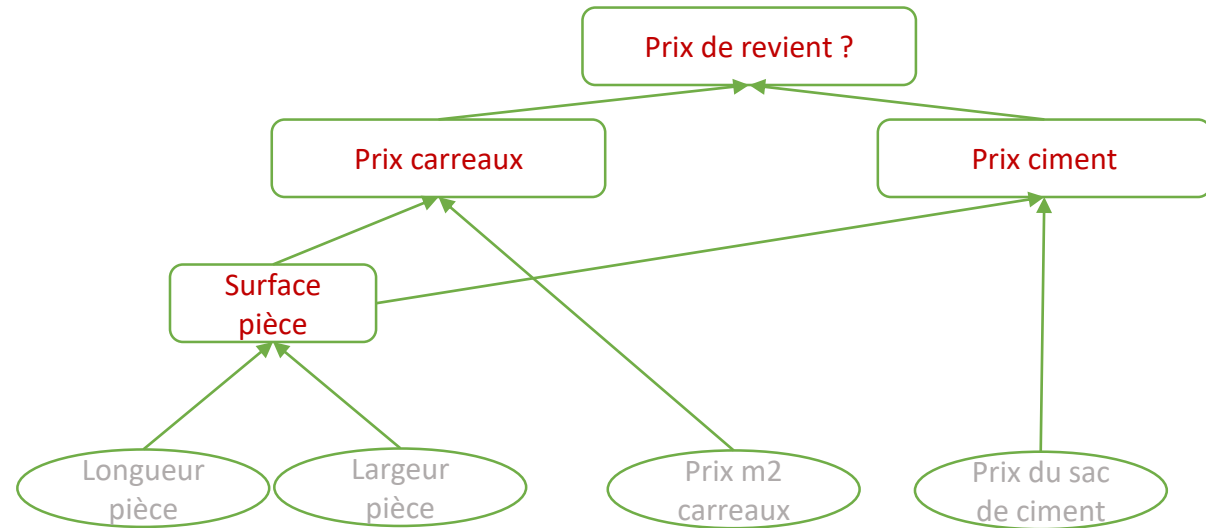 Prix de revient ?
Prix carreaux
Prix ciment
Surface
pièce
Longueur
pièce
Largeur
pièce
Prix m2
carreaux
Prix du sac
de ciment